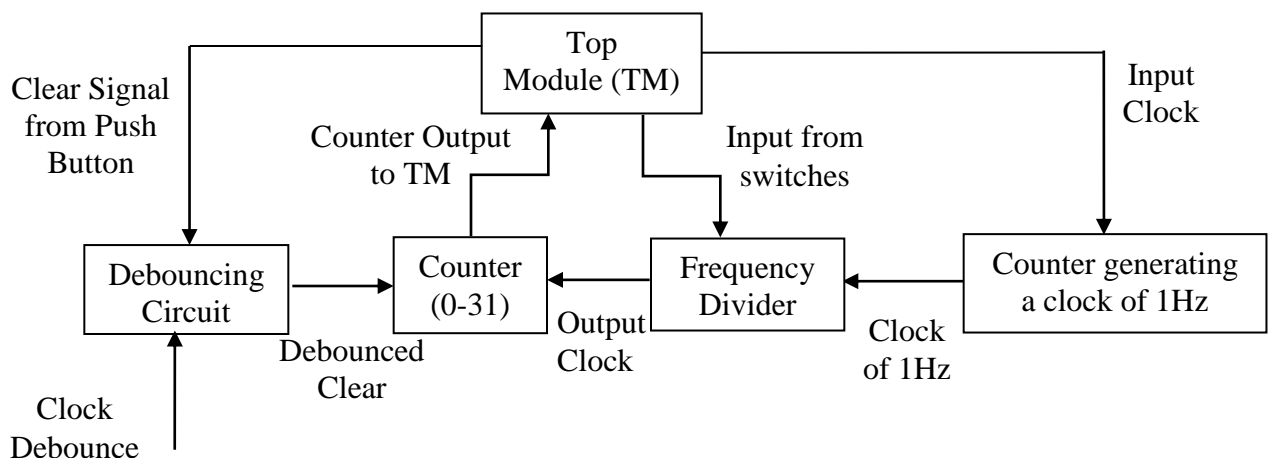 Top
Module (TM)
Clear Signal
from Push
Button
Counter Output
to TM
Input from
switches
Input
Clock
Debouncing
Circuit
Counter
(0-31)
Frequency
Divider
Counter generating
a clock of 1Hz
Debounced
Clear
Output
Clock
Clock
of 1Hz
Clock
Debounce